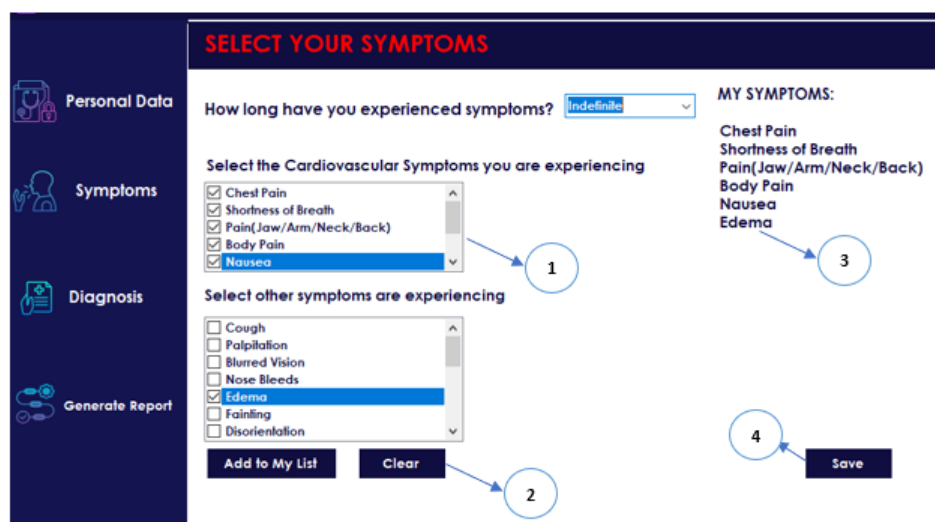 SELECT YOUR SYMPTOMS
Personal Data
Symptoms
Diagnosis
Generate Report
How long have you experienced symptoms? Indefinite
Select the Cardiovascular Symptoms you are experiencing
Chest Pain
Shortness of Breath
Pain(Jaw/Arm/Neck/Back)
Body Pain
Nausea
1
Select other symptoms are experiencing
Cough
Palpitation
Blurred Vision
Nose Bleeds
Edema
Fainting
Disorientation
Add to My List
Clear
2
MY SYMPTOMS:
Chest Pain
Shortness of Breath
Pain(Jaw/Arm/Neck/Back)
Body Pain
Nausea
Edema
3
4
Save